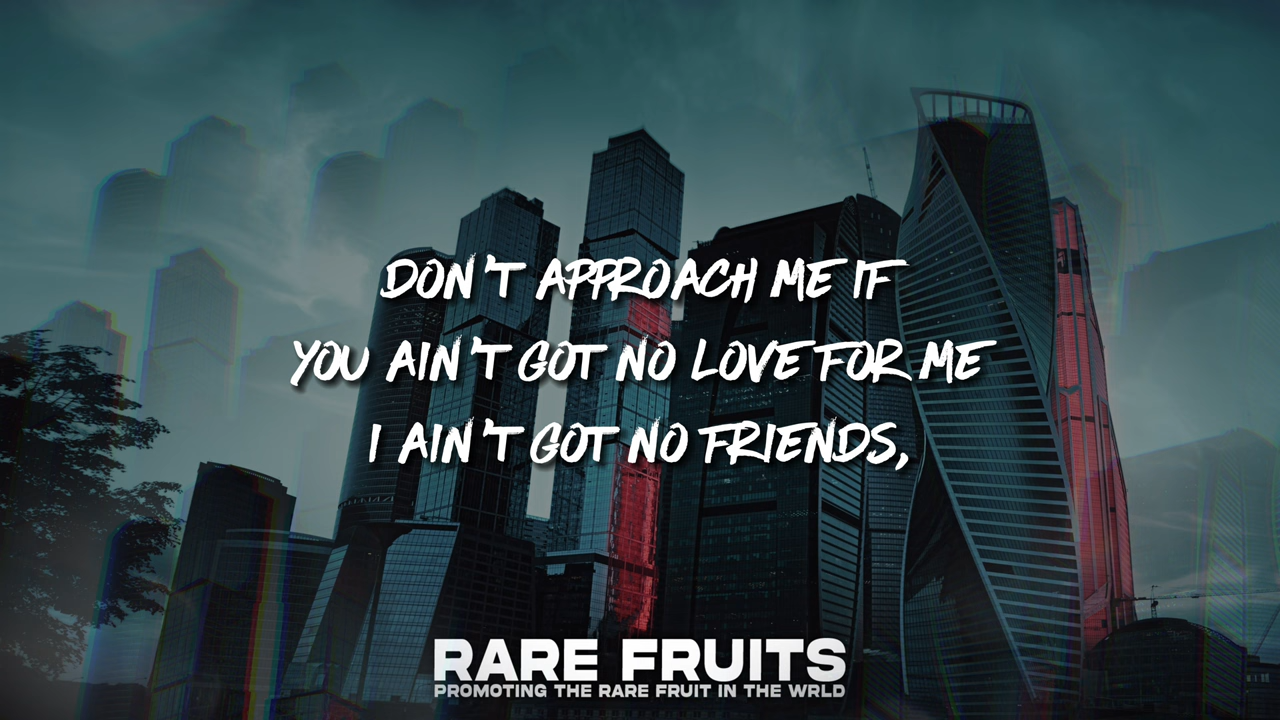 DON'T APPROACH ME IF
YOU AIN'T GOT NO LOVE FOR ME
I AIN'T GOT NO FRIENDS,
RARE FRUITS
PROMOTING THE RARE FRUIT IN THE WRLD